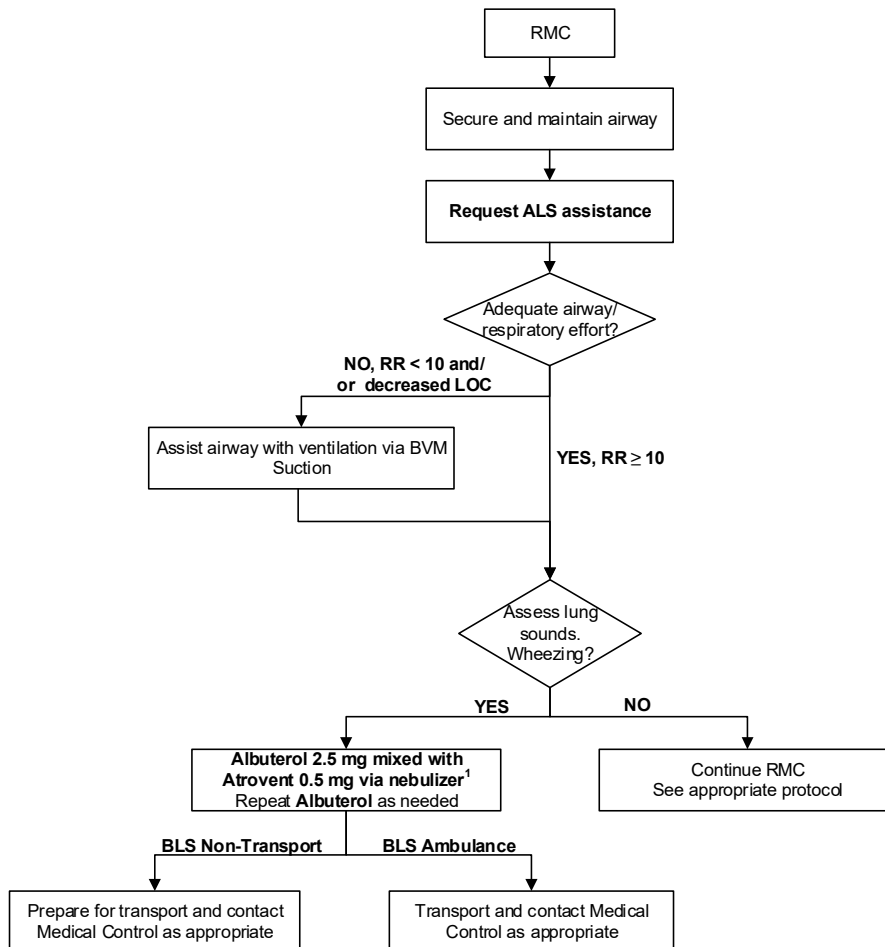 RMC
Secure and maintain airway
Request ALS assistance
Adequate airway/
respiratory effort?
NO, RR < 10 and/
or decreased LOC
Assist airway with ventilation via BVM
Suction
YES, RR ≥ 10
Assess lung
sounds.
Wheezing?
YES
NO
Albuterol 2.5 mg mixed with
Atrovent 0.5 mg via nebulizer¹
Repeat Albuterol as needed
Continue RMC
See appropriate protocol
BLS Non-Transport
BLS Ambulance
Prepare for transport and contact
Medical Control as appropriate
Transport and contact Medical
Control as appropriate